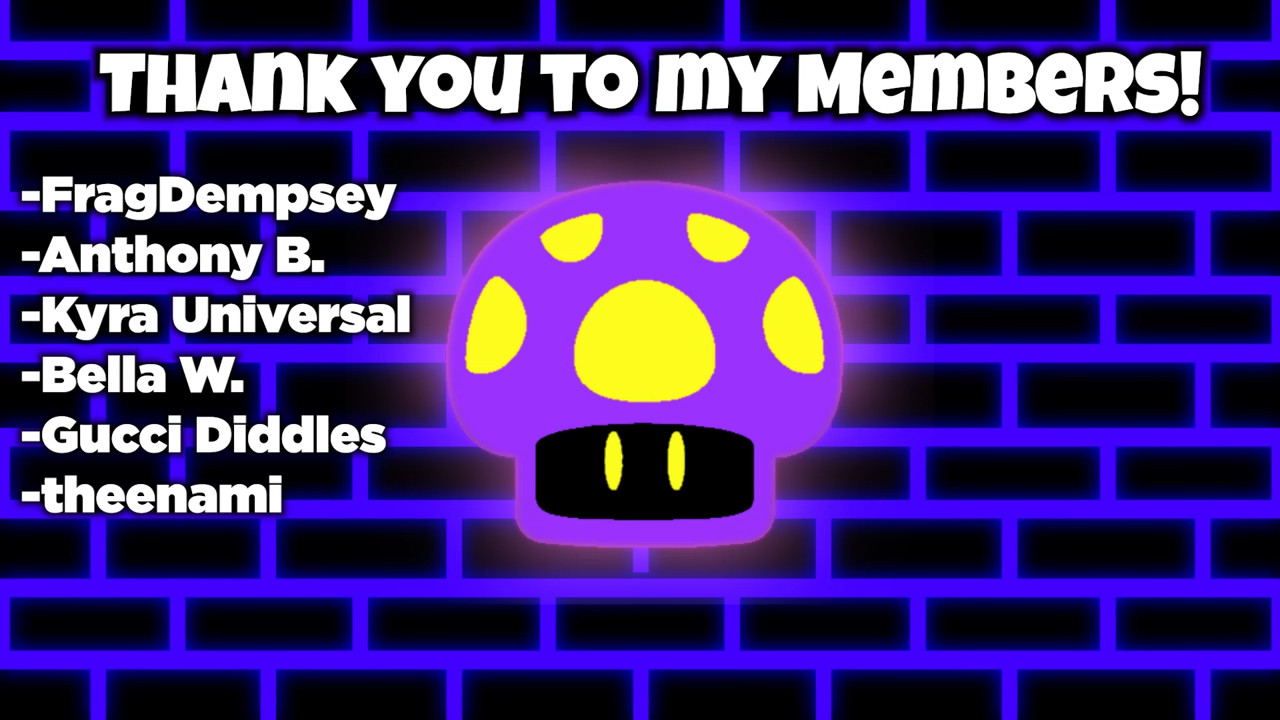 Thank You to my Members!
-FragDempsey
-Anthony B.
-Kyra Universal
-Bella W.
-Gucci Diddles
-theenami